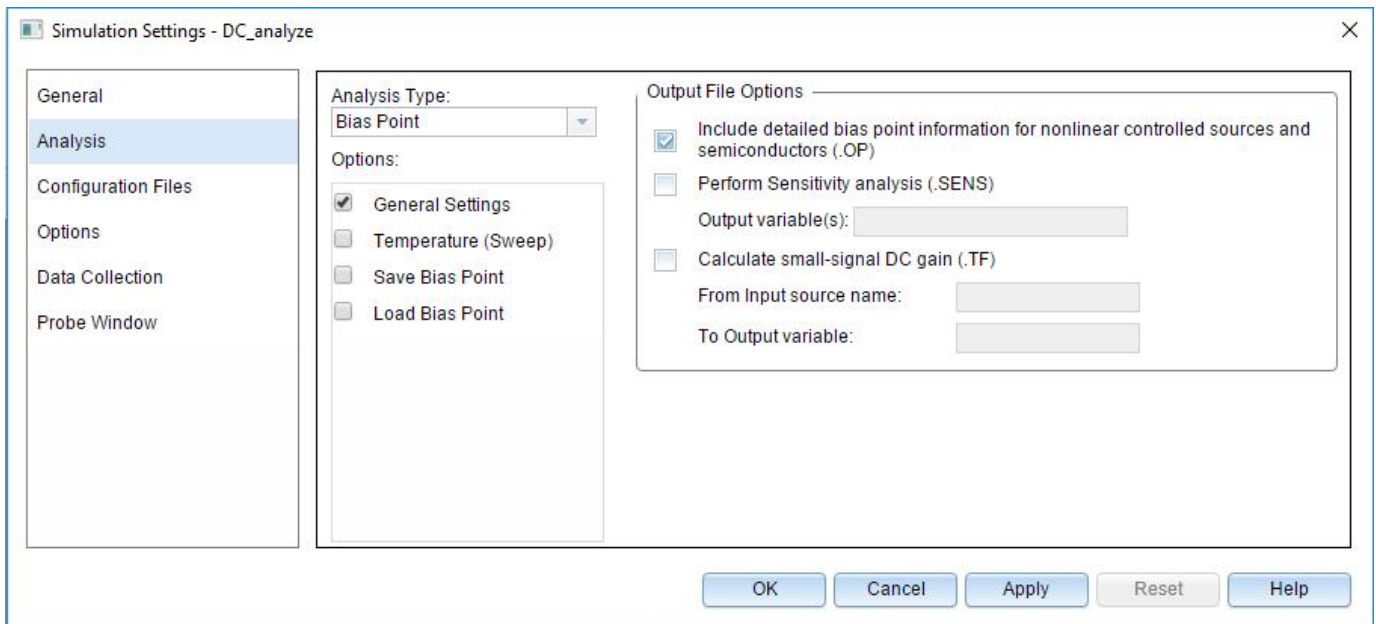 Simulation Settings - DC_analyze
General
Analysis
Configuration Files
Options
Data Collection
Probe Window
Analysis Type:
Bias Point
Options:
General Settings
Temperature (Sweep)
Save Bias Point
Load Bias Point
Output File Options
Include detailed bias point information for nonlinear controlled sources and
semiconductors (.OP)
Perform Sensitivity analysis (.SENS)
Output variable(s):
Calculate small-signal DC gain (.TF)
From Input source name:
To Output variable:
OK
Cancel
Apply
Reset
Help